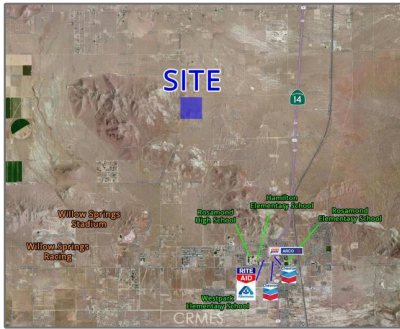 SITE
14
Hamilton
Elementary School
Rosamond
High School
Rosamond
Elementary School
Willow Springs
Stadium
Willow Springs
Racing
ARCO
RITE
AID
Westpark
Elementary School
CRMLS